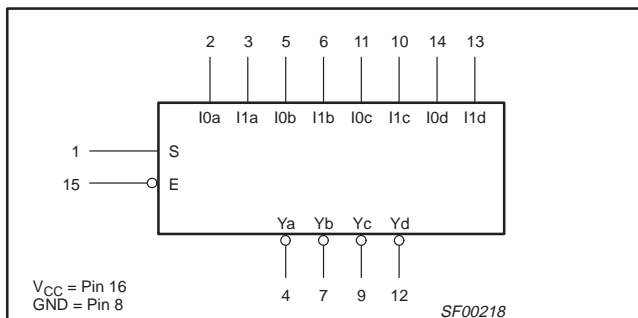 2 3 5 6 11 10 14 13
I0a I1a I0b I1b I0c I1c I0d I1d
1 S
15 E
Ya Yb Yc Yd
4 7 9 12
VCC = Pin 16
GND = Pin 8
SF00218